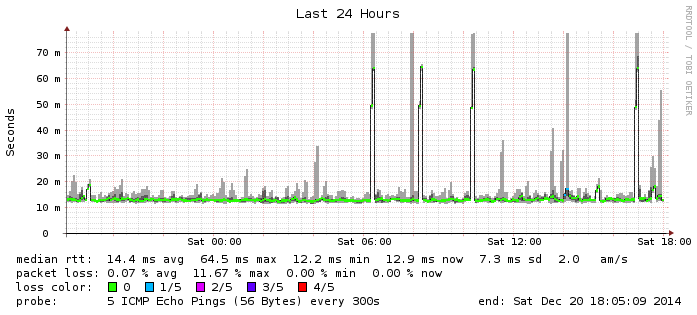 Last 24 Hours
RRDTOOL / TOBI OETIKER
Seconds
70 m
60 m
50 m
40 m
30 m
20 m
10 m
0
Sat 00:00 Sat 06:00 Sat 12:00 Sat 18:00
median rtt: 14.4 ms avg 64.5 ms max 12.2 ms min 12.9 ms now 7.3 ms sd 2.0 am/s
packet loss: 0.07 % avg 11.67 % max 0.00 % min 0.00 % now
loss color: 0 1/5 2/5 3/5 4/5
probe: 5 ICMP Echo Pings (56 Bytes) every 300s end: Sat Dec 20 18:05:09 2014